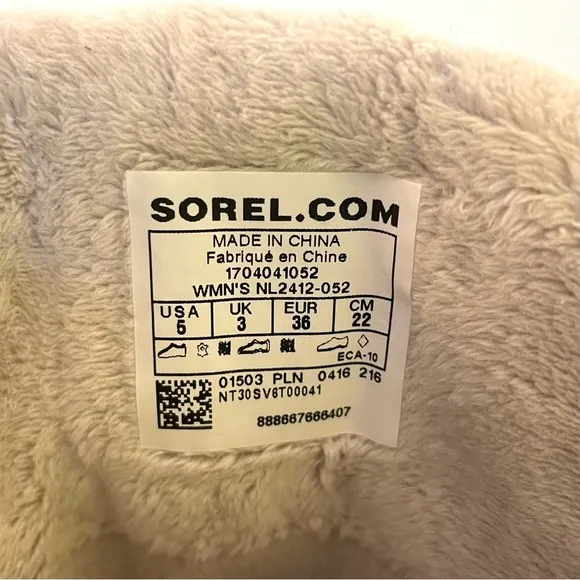 SOREL.COM
MADE IN CHINA
Fabriqué en Chine
1704041052
WMN'S NL2412-052
USA UK EUR CM
5 3 36 22
ECA-10
01503 PLN 0416 216
NT30SV6T00041
888667666407